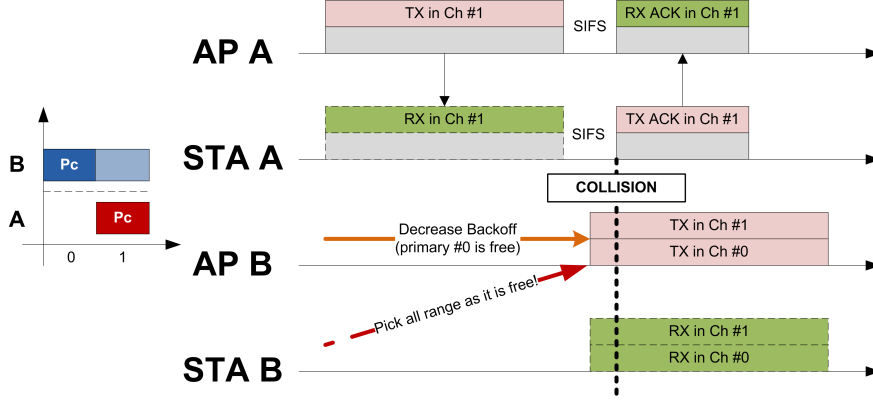 TX in Ch #1
SIFS
RX ACK in Ch #1
AP A
RX in Ch #1
SIFS
TX ACK in Ch #1
STA A
B
Pc
A
Pc
0
1
COLLISION
Decrease Backoff
(primary #0 is free)
TX in Ch #1
TX in Ch #0
AP B
Pick all range as it is free!
RX in Ch #1
RX in Ch #0
STA B